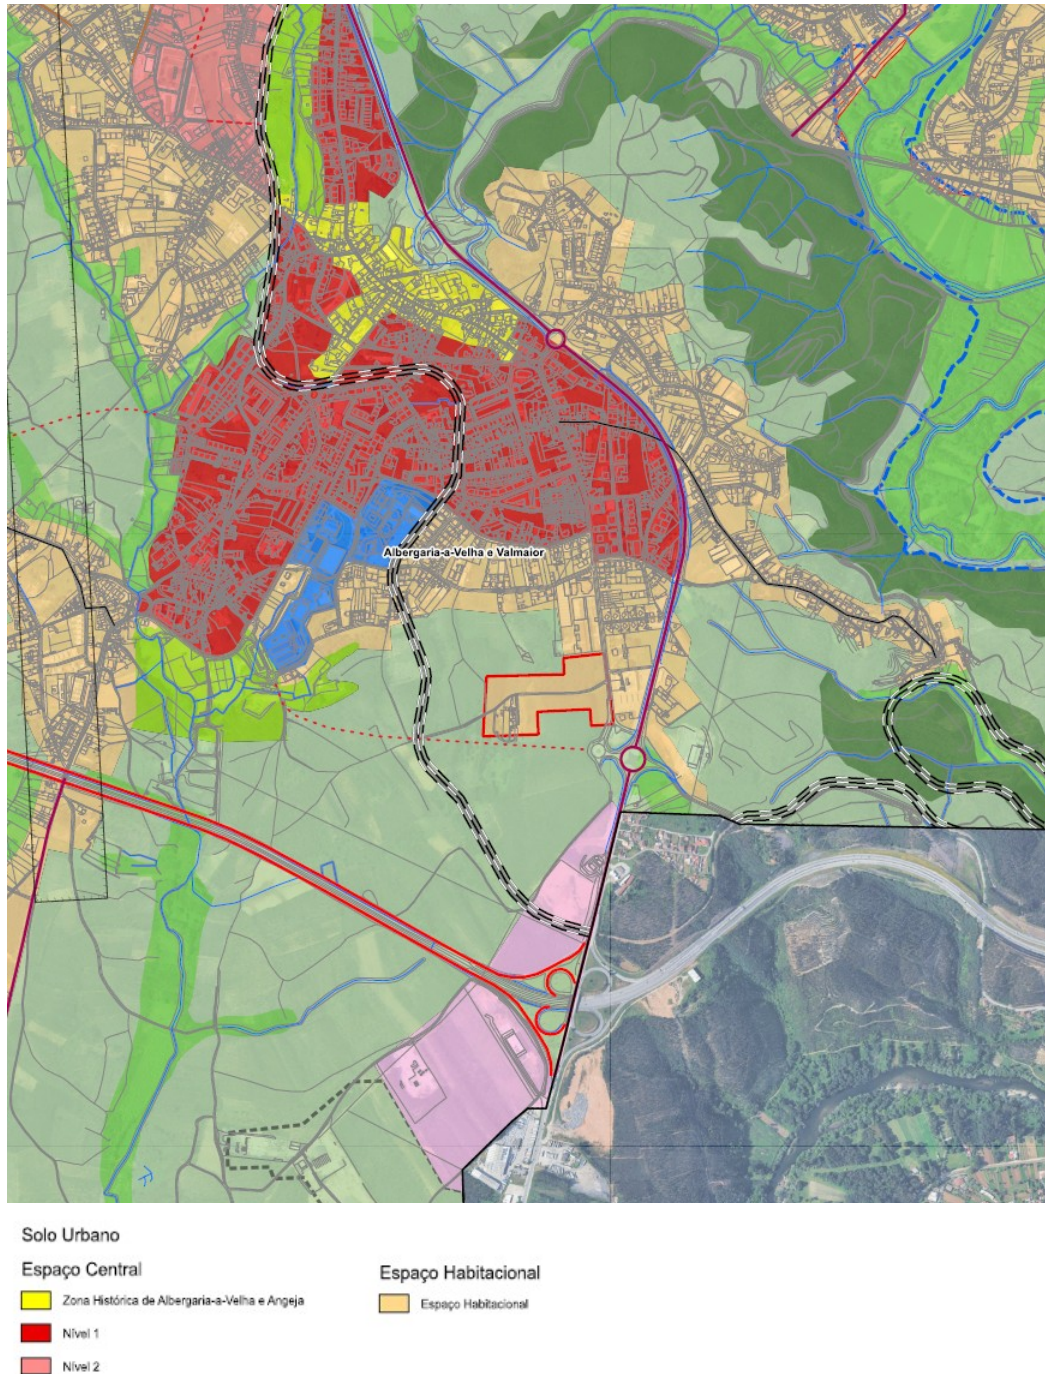 Albergaria-a-Velha e Valmaior
Solo Urbano
Espaço Central
Zona Histórica de Albergaria-a-Velha e Angeja
Nível 1
Nível 2
Espaço Habitacional
Espaço Habitacional